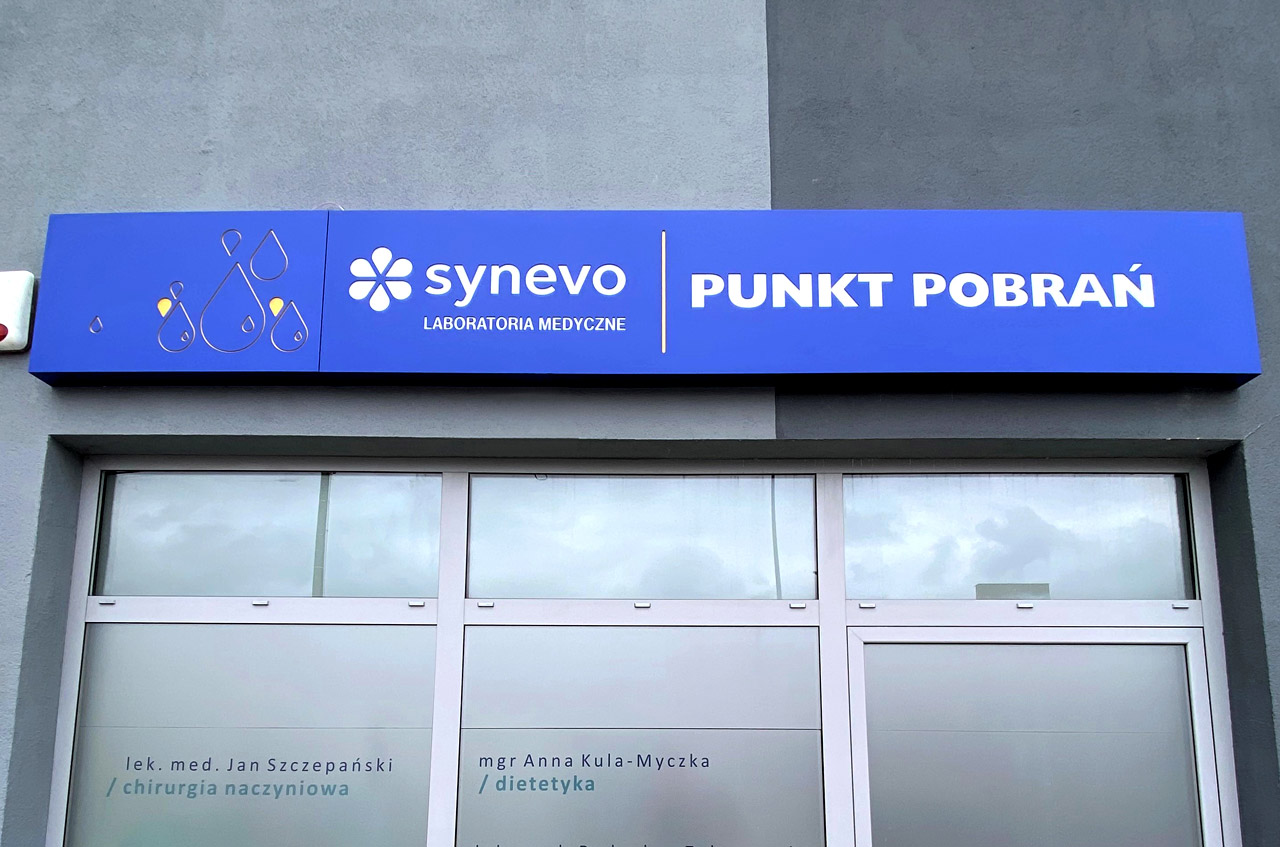 synevo
LABORATORIA MEDYCZNE
PUNKT POBRAŃ
lek. med. Jan Szczepański
/ chirurgia naczyniowa
mgr Anna Kula-Myczka
/ dietetyka